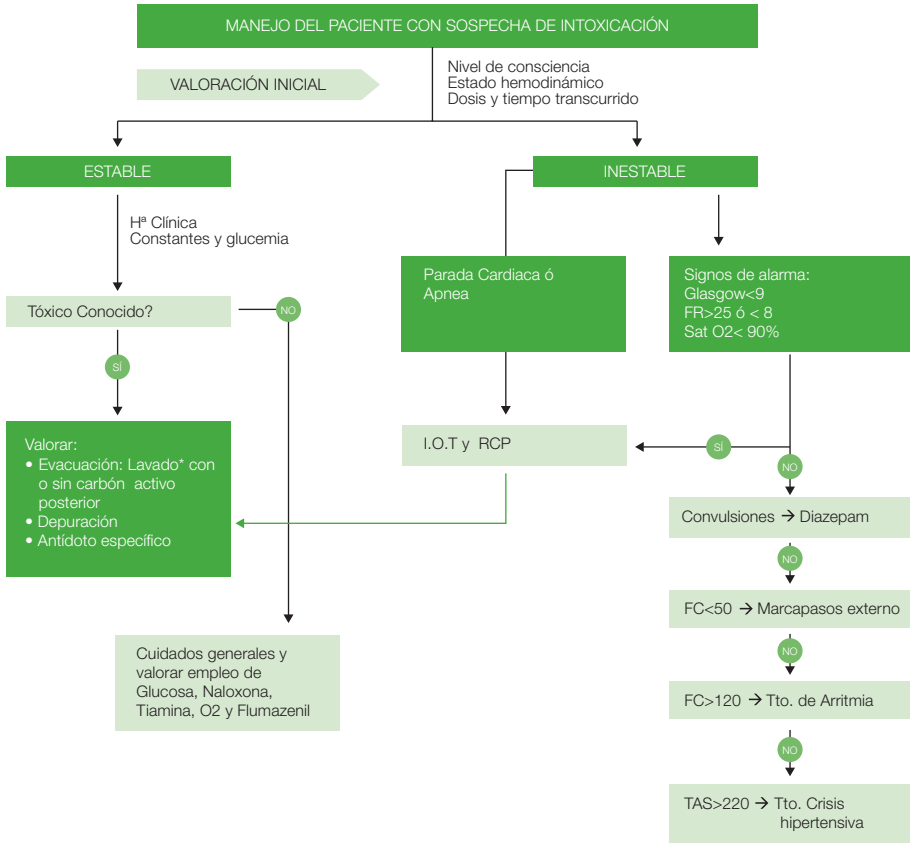 MANEJO DEL PACIENTE CON SOSPECHA DE INTOXICACIÓN
VALORACIÓN INICIAL
Nivel de consciencia
Estado hemodinámico
Dosis y tiempo transcurrido
ESTABLE
INESTABLE
Hª Clínica
Constantes y glucemia
Parada Cardiaca ó
Apnea
Signos de alarma:
Glasgow<9
FR>25 ó < 8
Sat O2< 90%
Tóxico Conocido?
NO
SÍ
Valorar:
• Evacuación: Lavado* con
o sin carbón activo
posterior
• Depuración
• Antídoto específico
I.O.T y RCP
SÍ
NO
Convulsiones → Diazepam
NO
FC<50 → Marcapasos externo
NO
FC>120 → Tto. de Arritmia
NO
TAS>220 → Tto. Crisis
hipertensiva
Cuidados generales y
valorar empleo de
Glucosa, Naloxona,
Tiamina, O2 y Flumazenil